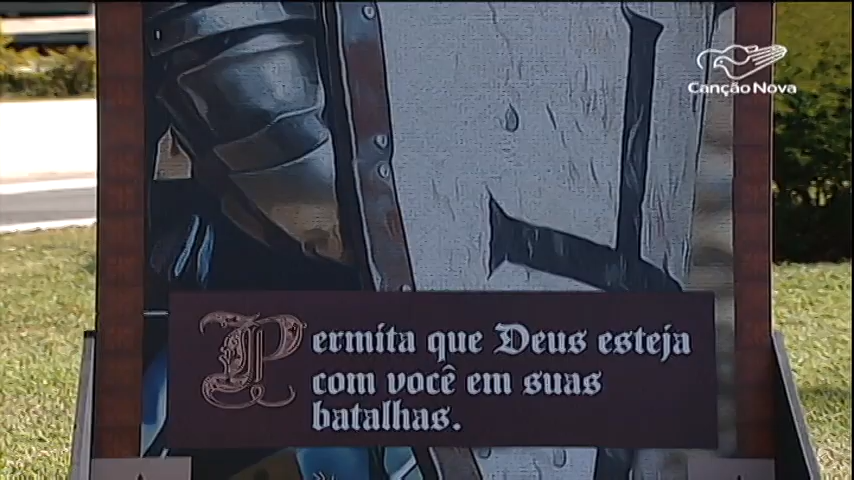 Canção Nova
Permita que Deus esteja
com você em suas
batalhas.